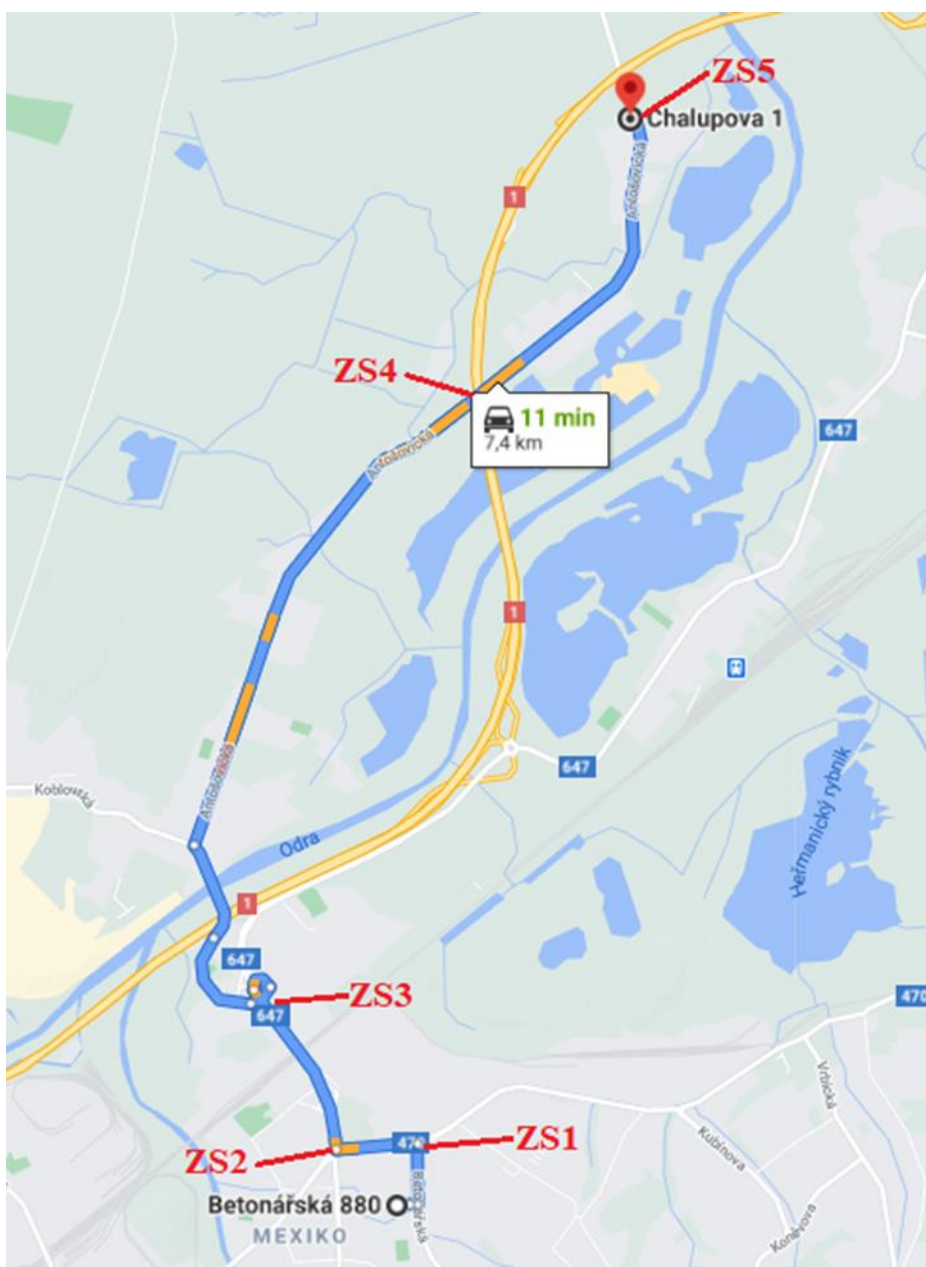 ZS5
Chalupova 1
Antošovická
1
ZS4
11 min
7,4 km
647
Antošovická
1
647
Antošovická
Koblovská
Odra
Heřmanický rybník
1
647
ZS3
647
470
Vrbická
ZS1
ZS2
Kubínova
Betonářská 880
Betonářská
MEXIKO
Koněvova